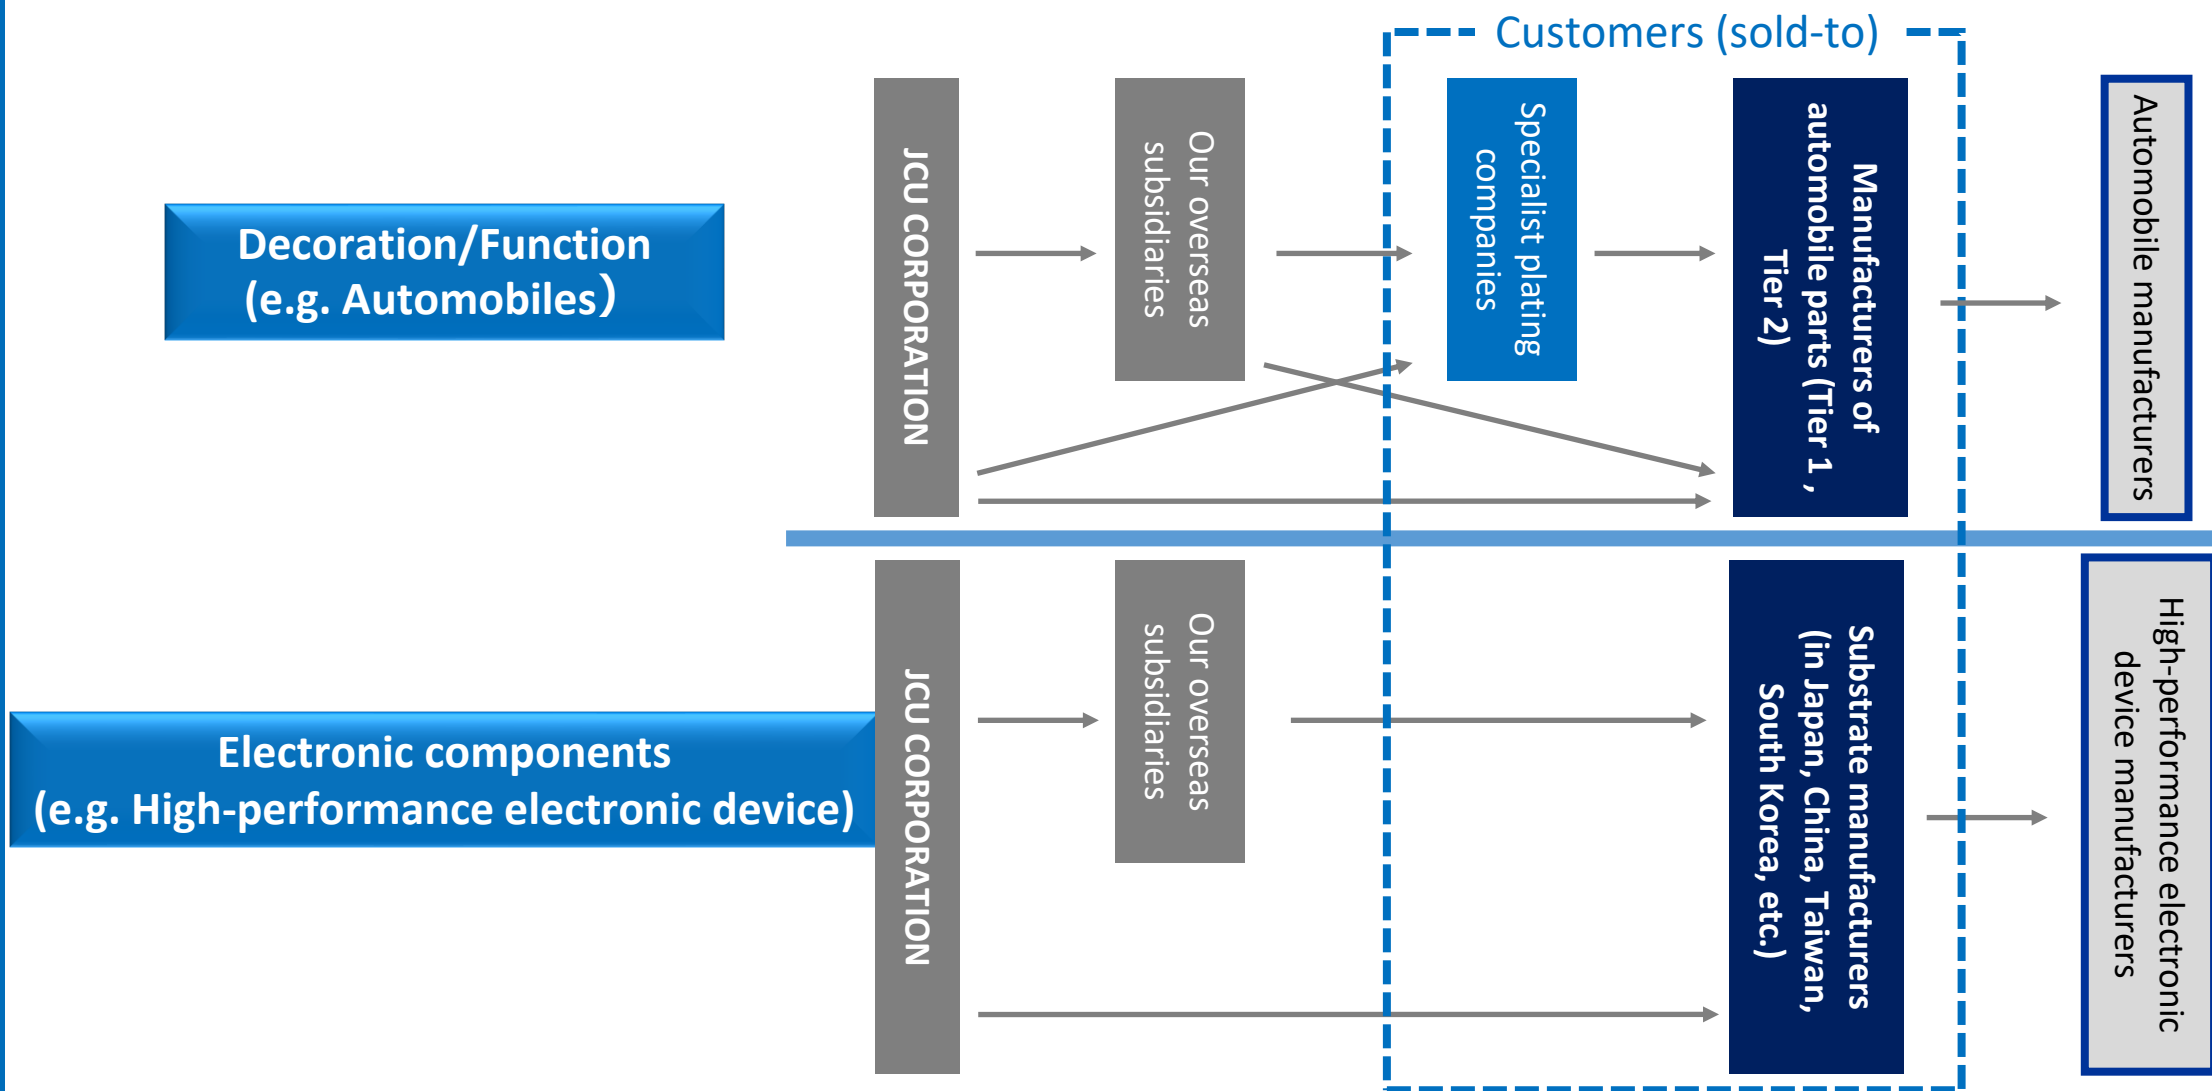 Customers (sold-to)
Decoration/Function
(e.g. Automobiles）
JCU CORPORATION
Our overseas
subsidiaries
Specialist plating
companies
Manufacturers of
automobile parts (Tier 1 ,
Tier 2)
Automobile manufacturers
Electronic components
(e.g. High-performance electronic device)
JCU CORPORATION
Our overseas
subsidiaries
Substrate manufacturers
(in Japan, China, Taiwan,
South Korea, etc.)
High-performance electronic
device manufacturers